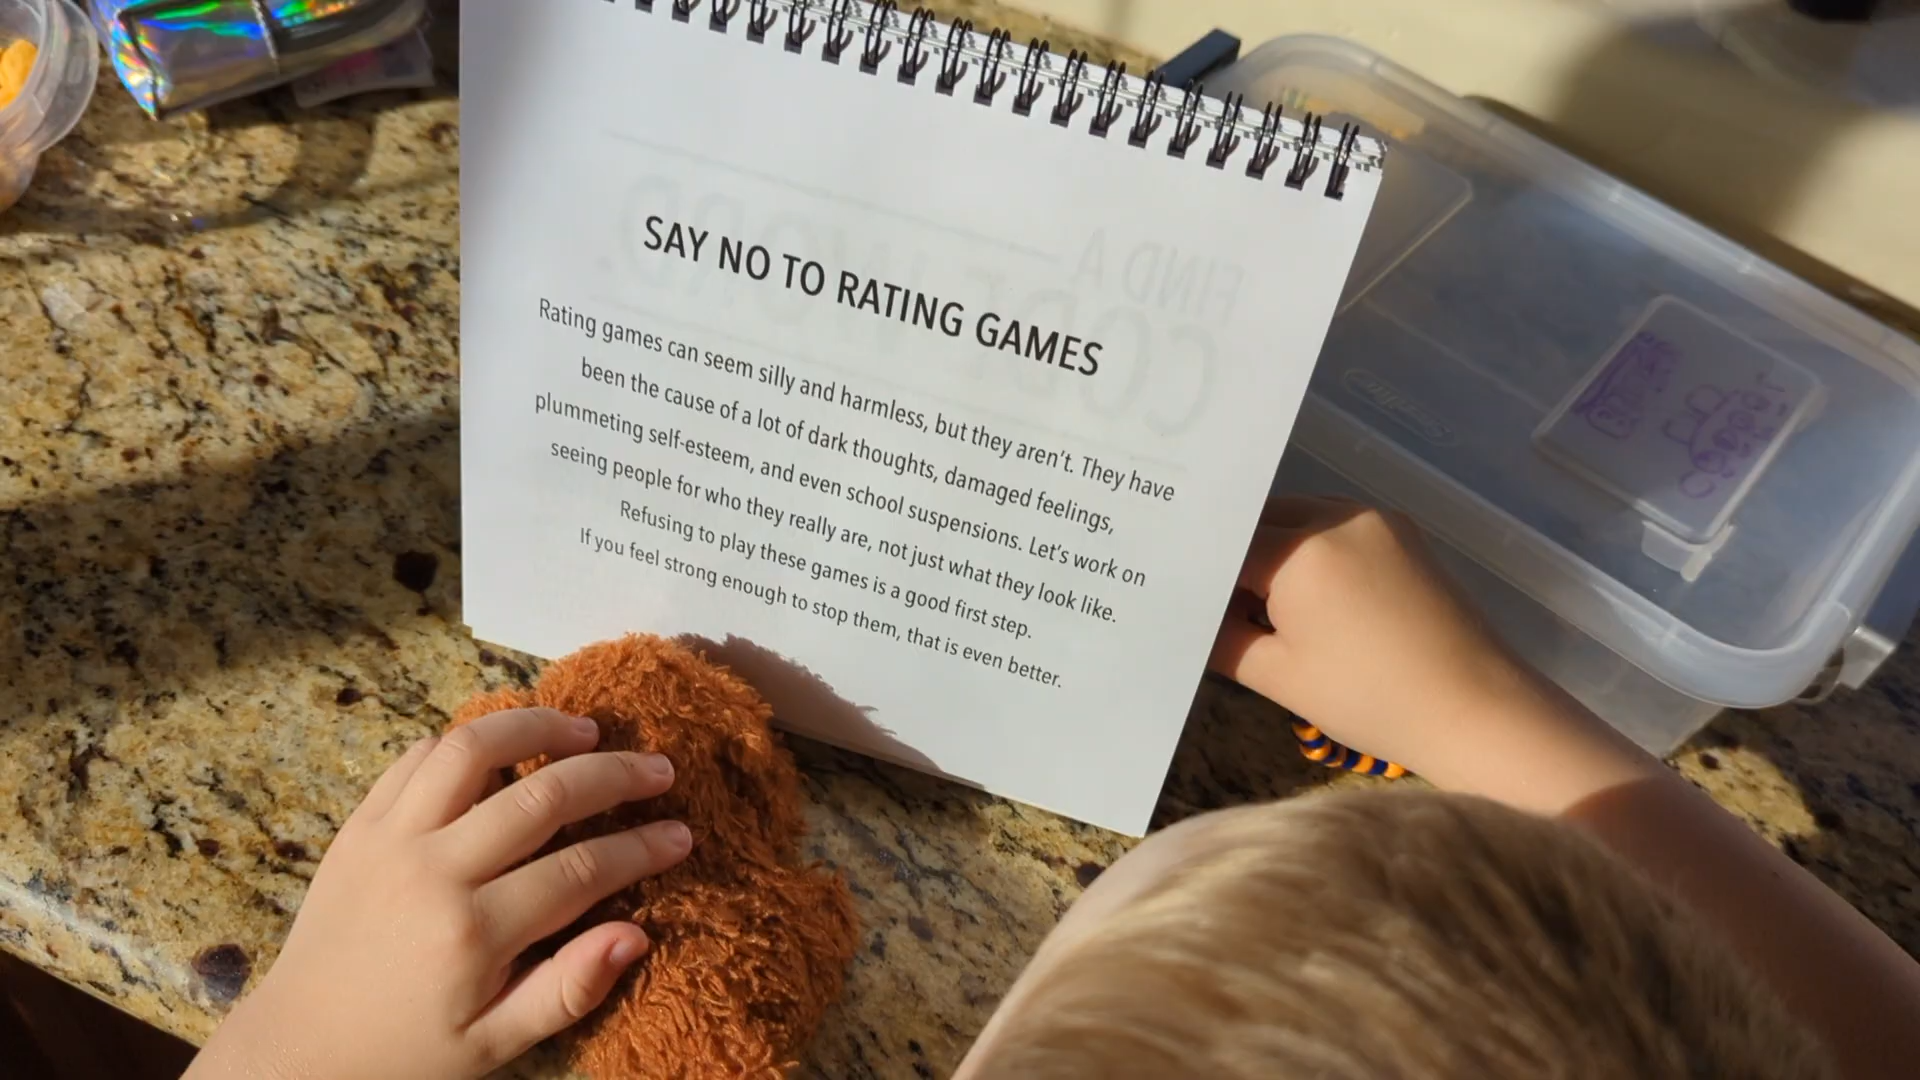 SAY NO TO RATING GAMES
Rating games can seem silly and harmless, but they aren't. They have
been the cause of a lot of dark thoughts, damaged feelings,
plummeting self-esteem, and even school suspensions. Let's work on
seeing people for who they really are, not just what they look like.
Refusing to play these games is a good first step.
If you feel strong enough to stop them, that is even better.
FIND A
CODE WORD.